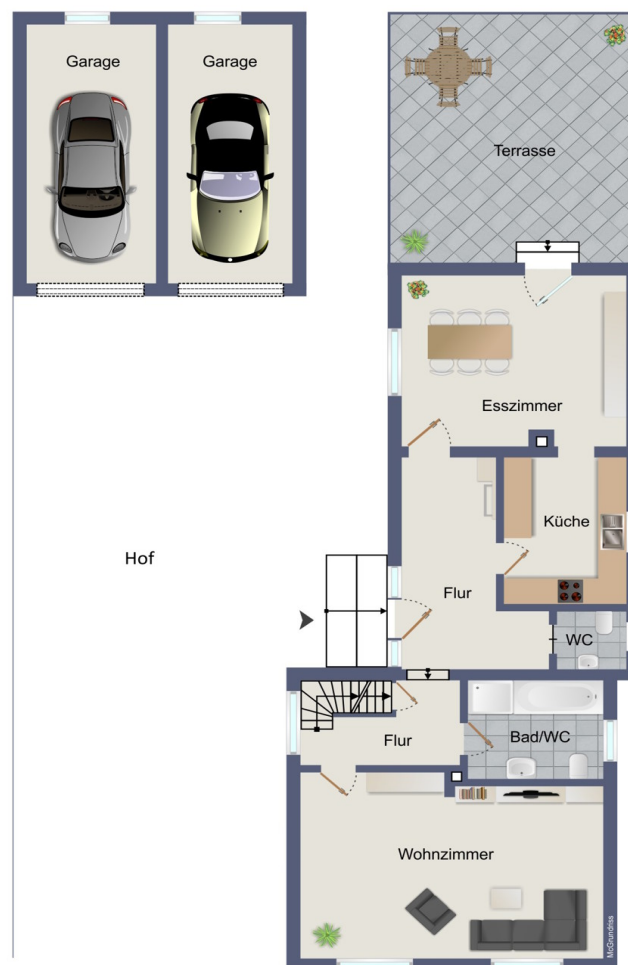 Garage
Garage
Terrasse
Esszimmer
Küche
Hof
Flur
WC
Flur
Bad/WC
Wohnzimmer
McGrundriss